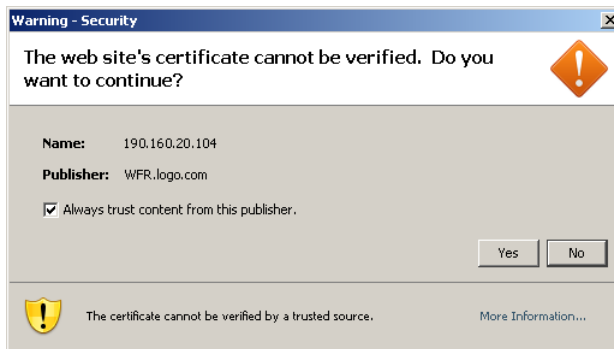 Warning - Security
The web site's certificate cannot be verified. Do you
want to continue?
Name: 190.160.20.104
Publisher: WFR.logo.com
Always trust content from this publisher.
Yes No
The certificate cannot be verified by a trusted source. More Information...